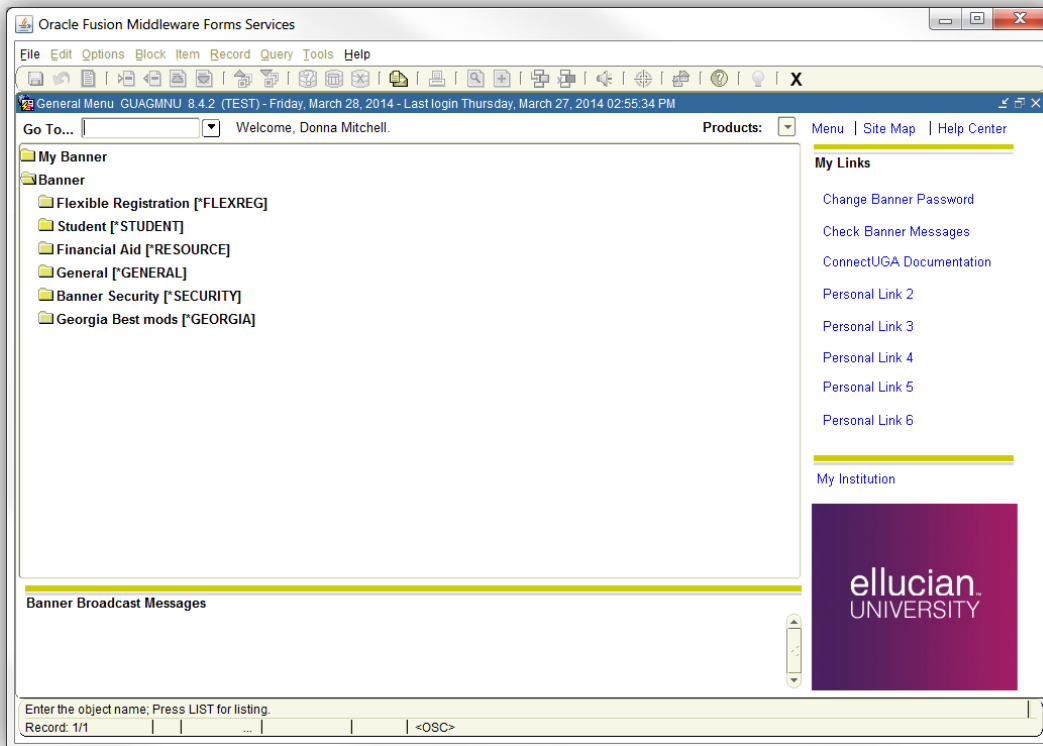 Oracle Fusion Middleware Forms Services
File Edit Options Block Item Record Query Tools Help
General Menu GUAGMNU 8.4.2 (TEST) - Friday, March 28, 2014 - Last login Thursday, March 27, 2014 02:55:34 PM
Go To... Welcome, Donna Mitchell. Products: Menu | Site Map | Help Center
My Banner
Banner
Flexible Registration [*FLEXREG]
Student [*STUDENT]
Financial Aid [*RESOURCE]
General [*GENERAL]
Banner Security [*SECURITY]
Georgia Best mods [*GEORGIA]
My Links
Change Banner Password
Check Banner Messages
ConnectUGA Documentation
Personal Link 2
Personal Link 3
Personal Link 4
Personal Link 5
Personal Link 6
My Institution
ellucian™
UNIVERSITY
Banner Broadcast Messages
Enter the object name; Press LIST for listing.
Record: 1/1 ... <OSC>